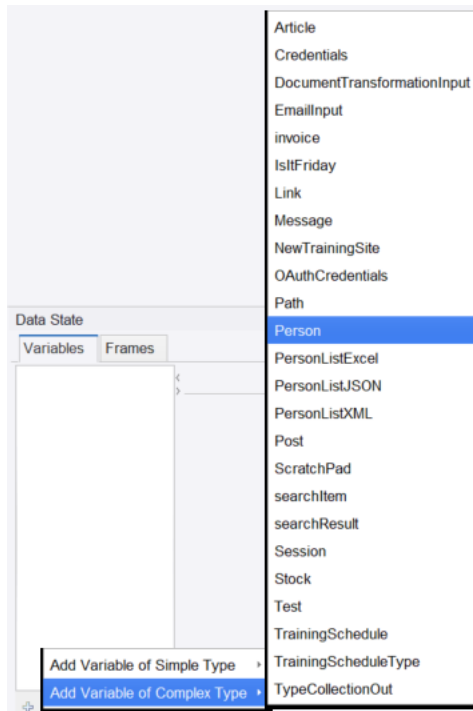 Article
Credentials
DocumentTransformationInput
EmailInput
invoice
IsItFriday
Link
Message
NewTrainingSite
OAuthCredentials
Path
Person
PersonListExcel
PersonListJSON
PersonListXML
Post
ScratchPad
searchItem
searchResult
Session
Stock
Test
TrainingSchedule
TrainingScheduleType
TypeCollectionOut
Data State
Variables Frames
Add Variable of Simple Type
Add Variable of Complex Type